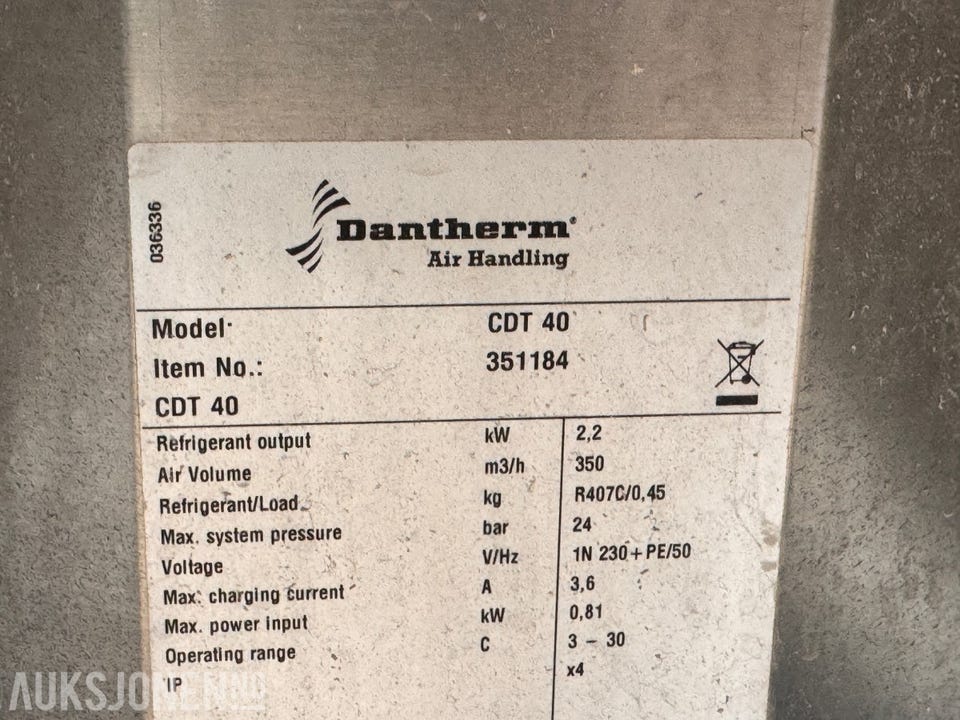 036336
Dantherm®
Air Handling
Model: CDT 40
Item No.: 351184
CDT 40
Refrigerant output kW 2,2
Air Volume m3/h 350
Refrigerant/Load kg R407C/0,45
Max. system pressure bar 24
Voltage V/Hz 1N 230+PE/50
Max. charging current A 3,6
Max. power input kW 0,81
Operating range C 3 – 30
IP x4
AUKSJONEN.NO